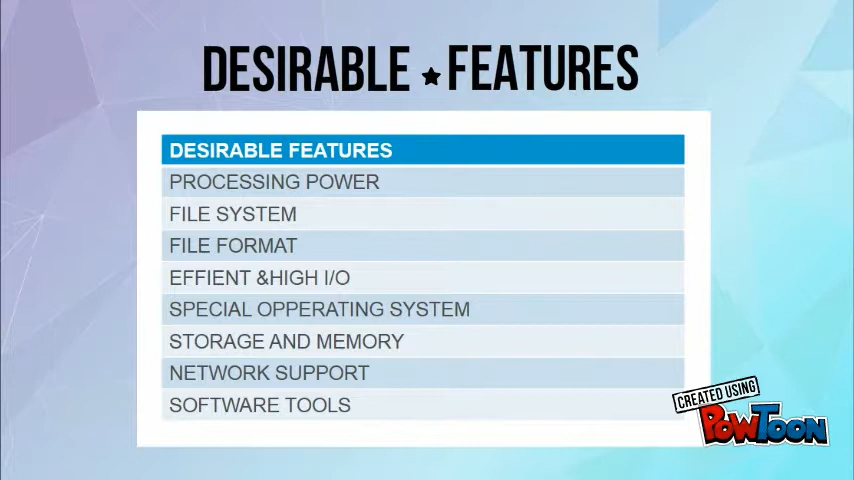 DESIRABLE ★ FEATURES
DESIRABLE FEATURES
PROCESSING POWER
FILE SYSTEM
FILE FORMAT
EFFIENT &HIGH I/O
SPECIAL OPPERATING SYSTEM
STORAGE AND MEMORY
NETWORK SUPPORT
SOFTWARE TOOLS
CREATED USING
POWTOON